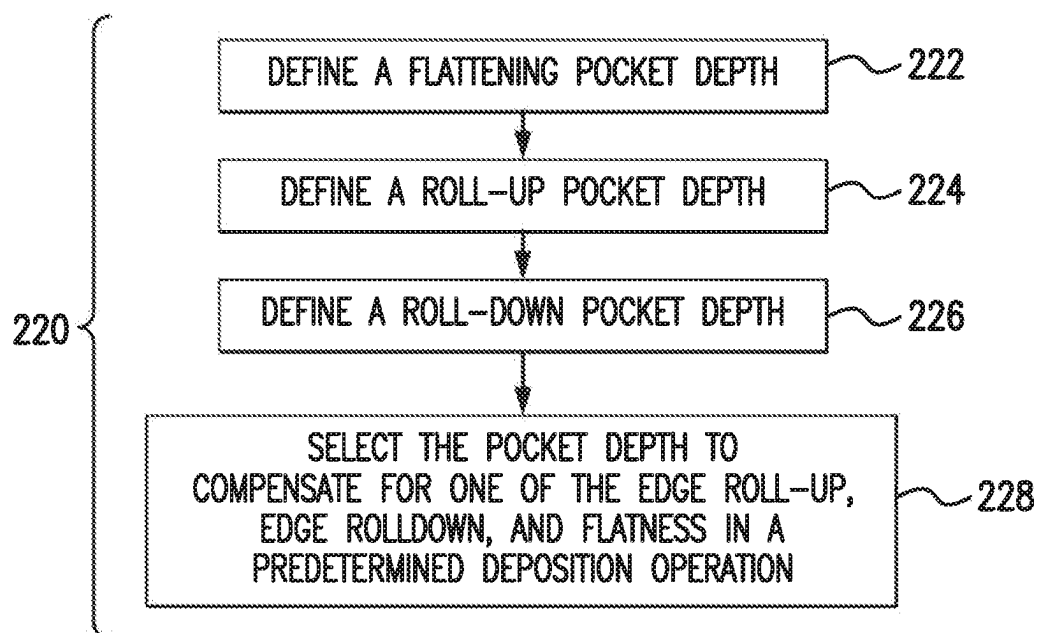 DEFINE A FLATTENING POCKET DEPTH
222
DEFINE A ROLL-UP POCKET DEPTH
224
DEFINE A ROLL-DOWN POCKET DEPTH
226
220
SELECT THE POCKET DEPTH TO
COMPENSATE FOR ONE OF THE EDGE ROLL-UP,
EDGE ROLLDOWN, AND FLATNESS IN A
PREDETERMINED DEPOSITION OPERATION
228